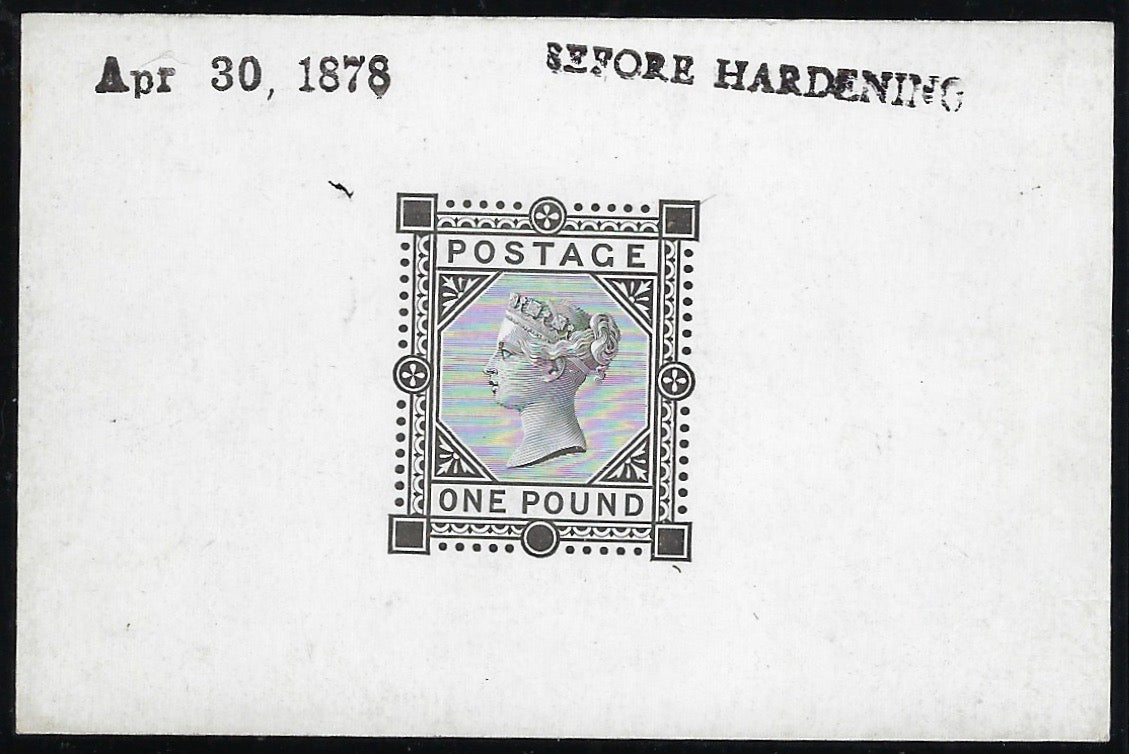 Apr 30, 1878
BEFORE HARDENING
POSTAGE
ONE POUND